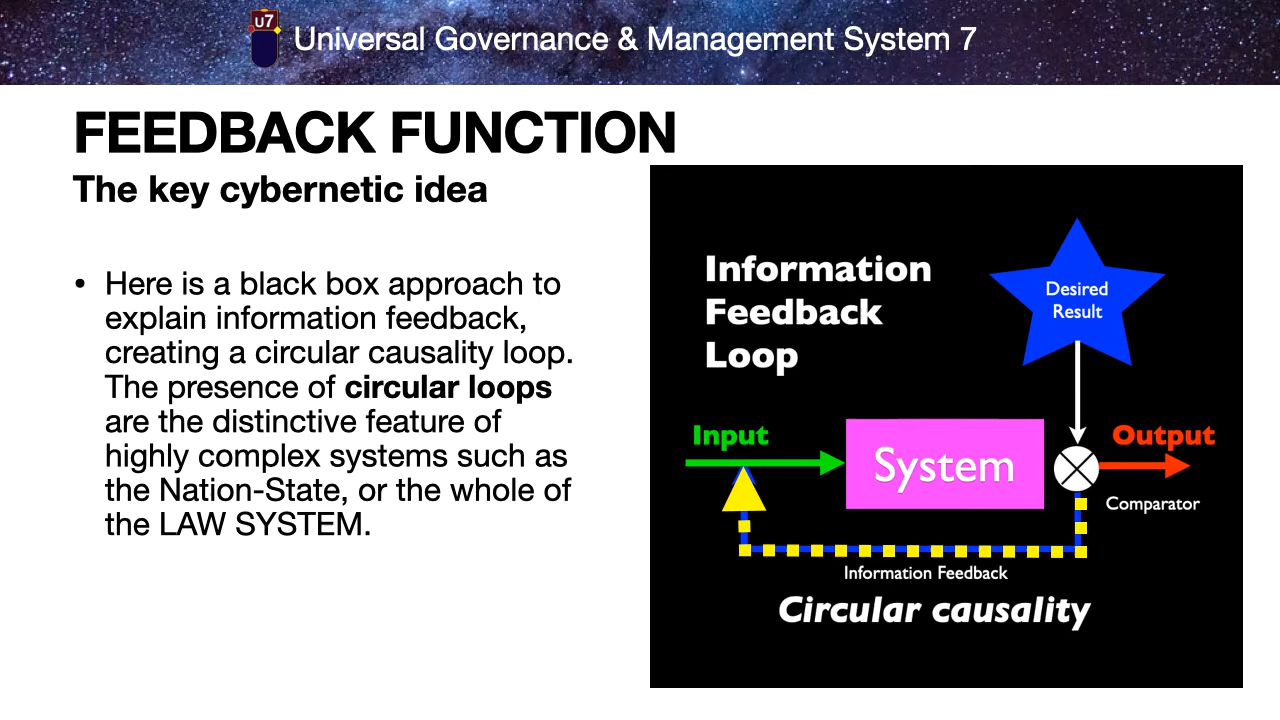 U7
Universal Governance & Management System 7
FEEDBACK FUNCTION
The key cybernetic idea
• Here is a black box approach to
explain information feedback,
creating a circular causality loop.
The presence of circular loops
are the distinctive feature of
highly complex systems such as
the Nation-State, or the whole of
the LAW SYSTEM.
Information
Feedback
Loop
Desired
Result
Input
System
Output
Comparator
Information Feedback
Circular causality